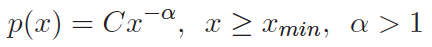 p(x) = Cx^{-α}, x ≥ x_{min}, α > 1